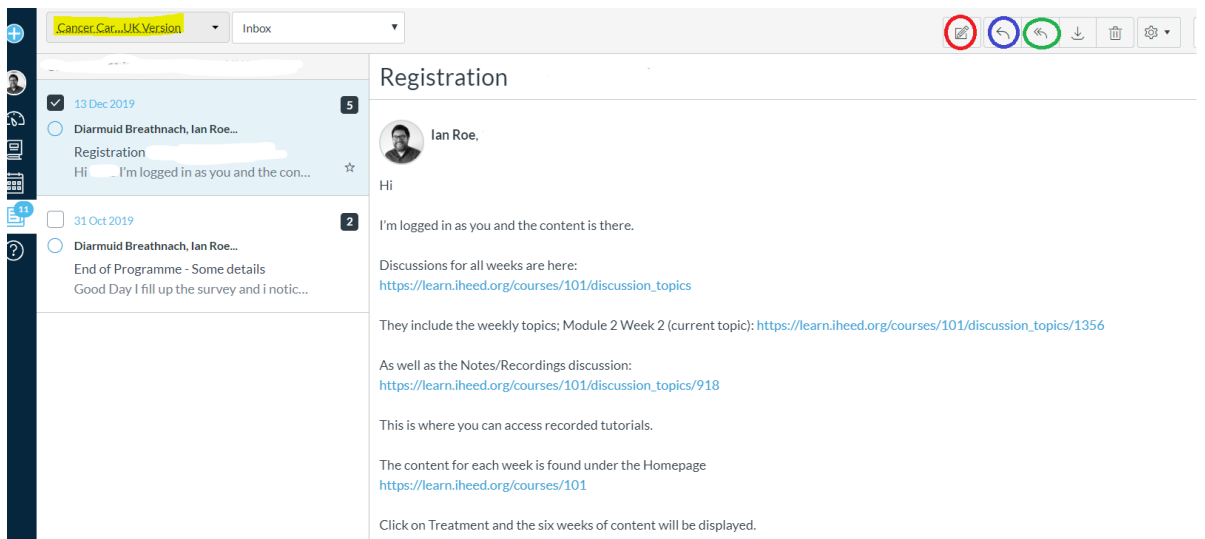 Cancer Car...UK Version
Inbox
13 Dec 2019
5
Diarmuid Breathnach, Ian Roe...
Registration
Hi I'm logged in as you and the con...
31 Oct 2019
2
Diarmuid Breathnach, Ian Roe...
End of Programme - Some details
Good Day I fill up the survey and i notic...
11
Registration
Ian Roe,
Hi
I'm logged in as you and the content is there.
Discussions for all weeks are here:
https://learn.iheed.org/courses/101/discussion_topics
They include the weekly topics; Module 2 Week 2 (current topic): https://learn.iheed.org/courses/101/discussion_topics/1356
As well as the Notes/Recordings discussion:
https://learn.iheed.org/courses/101/discussion_topics/918
This is where you can access recorded tutorials.
The content for each week is found under the Homepage
https://learn.iheed.org/courses/101
Click on Treatment and the six weeks of content will be displayed.